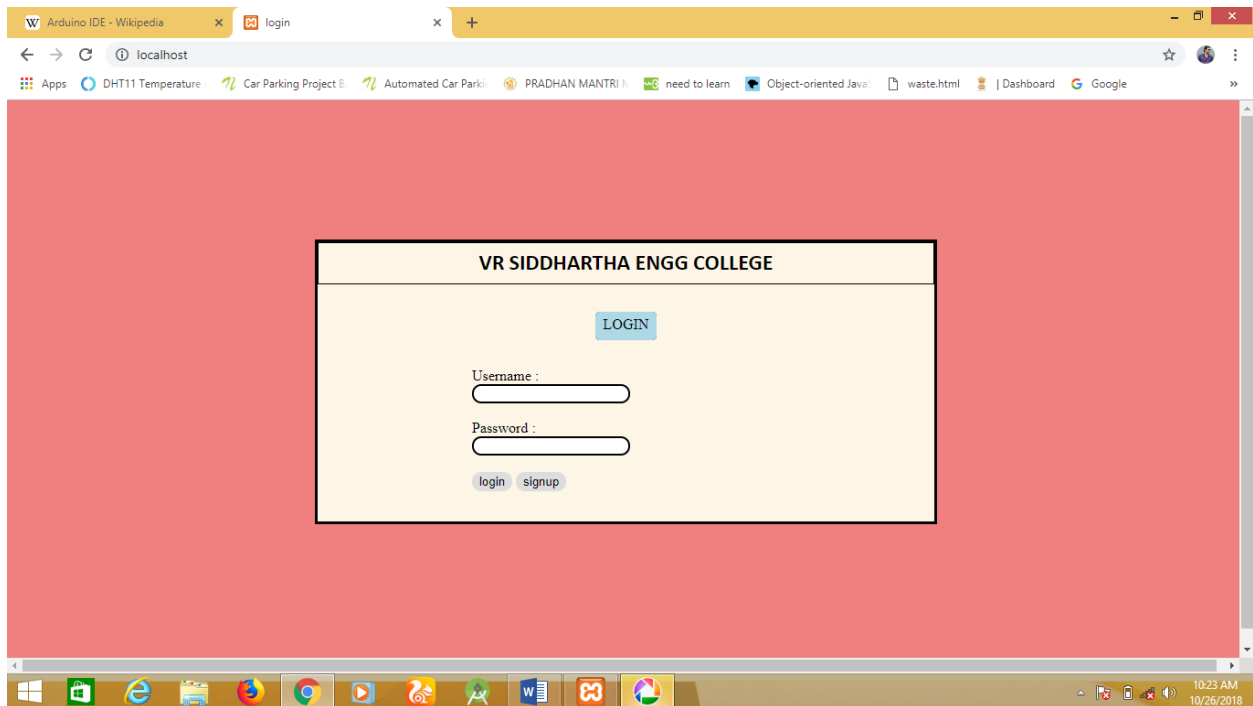 Arduino IDE - Wikipedia
login
localhost
Apps DHT11 Temperature Car Parking Project B Automated Car Parki PRADHAN MANTRI need to learn Object-oriented Java waste.html | Dashboard Google
VR SIDDHARTHA ENGG COLLEGE
LOGIN
Username :
Password :
login signup
10:23 AM
10/26/2018